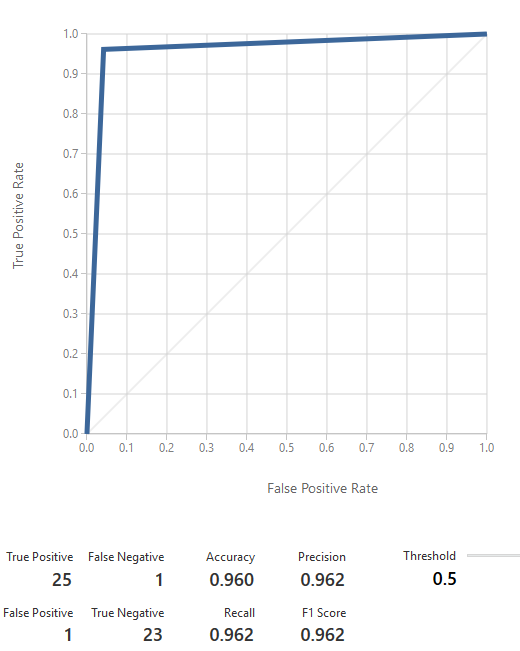 True Positive Rate
1.0
0.9
0.8
0.7
0.6
0.5
0.4
0.3
0.2
0.1
0.0
0.0 0.1 0.2 0.3 0.4 0.5 0.6 0.7 0.8 0.9 1.0
False Positive Rate
True Positive False Negative Accuracy Precision Threshold
25 1 0.960 0.962 0.5
False Positive True Negative Recall F1 Score
1 23 0.962 0.962